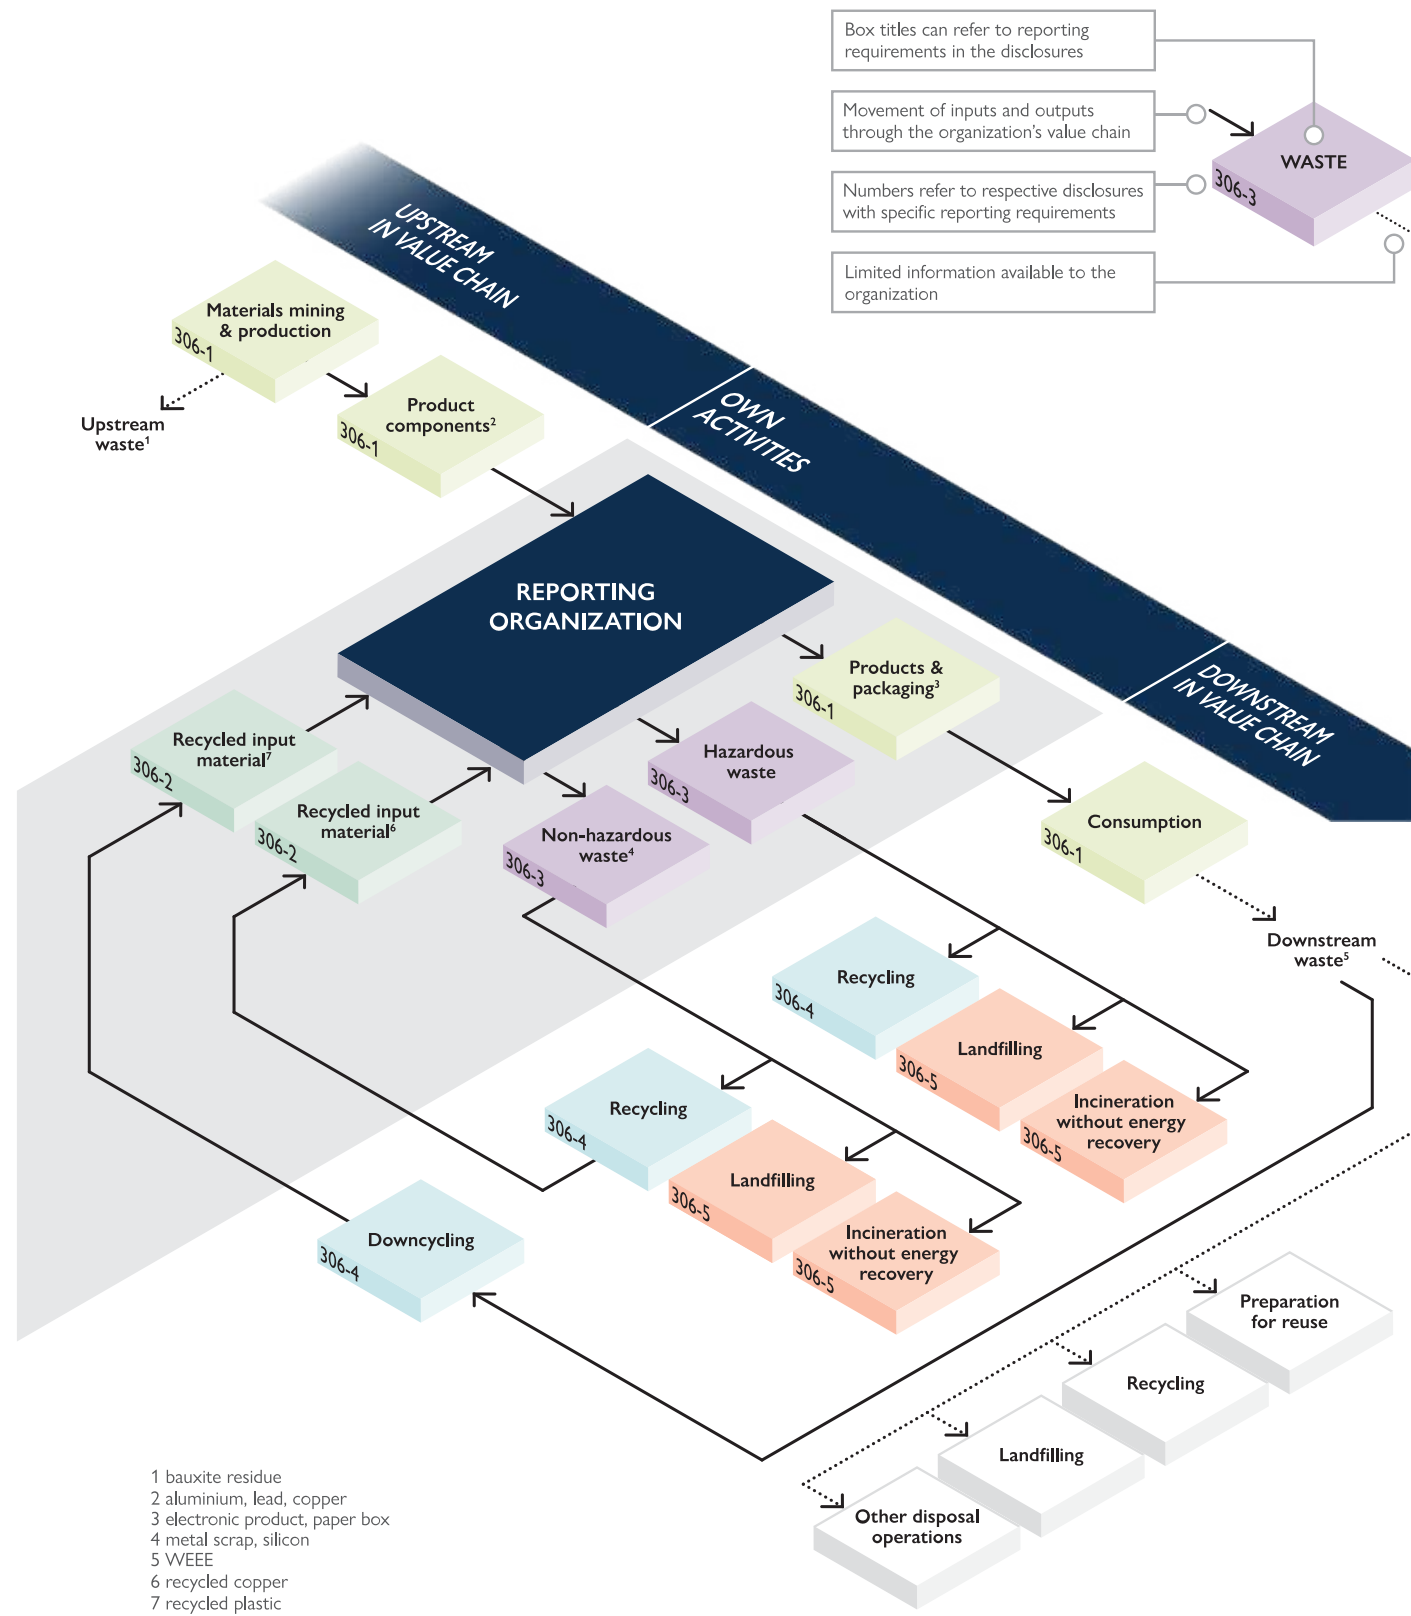 Box titles can refer to reporting
requirements in the disclosures
Movement of inputs and outputs
through the organization's value chain
Numbers refer to respective disclosures
with specific reporting requirements
Limited information available to the
organization
WASTE
306-3
UPSTREAM
IN VALUE CHAIN
OWN
ACTIVITIES
DOWNSTREAM
IN VALUE CHAIN
Materials mining
& production
306-1
Upstream
waste¹
Product
components²
306-1
REPORTING
ORGANIZATION
Products &
packaging³
306-1
Recycled input
material⁷
306-2
Recycled input
material⁶
306-2
Hazardous
waste
306-3
Non-hazardous
waste⁴
306-3
Consumption
306-1
Downstream
waste⁵
Recycling
306-4
Landfilling
306-5
Incineration
without energy
recovery
306-5
Recycling
306-4
Landfilling
306-5
Incineration
without energy
recovery
306-5
Downcycling
306-4
Preparation
for reuse
Recycling
Landfilling
Other disposal
operations
1 bauxite residue
2 aluminium, lead, copper
3 electronic product, paper box
4 metal scrap, silicon
5 WEEE
6 recycled copper
7 recycled plastic